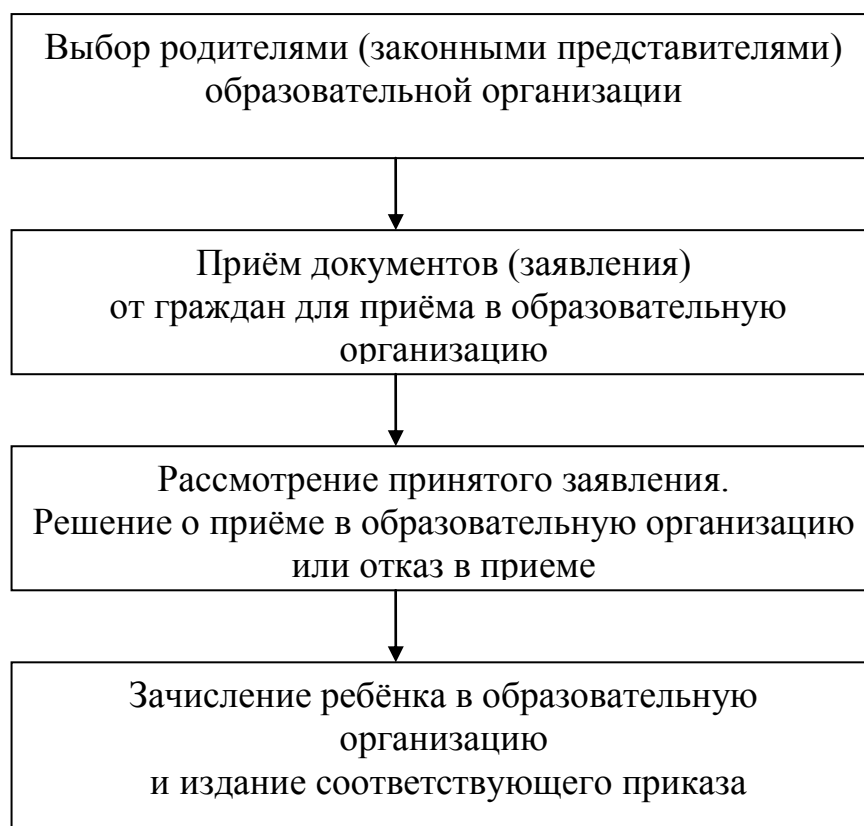 Выбор родителями (законными представителями)
образовательной организации
Приём документов (заявления)
от граждан для приёма в образовательную
организацию
Рассмотрение принятого заявления.
Решение о приёме в образовательную организацию
или отказ в приеме
Зачисление ребёнка в образовательную
организацию
и издание соответствующего приказа